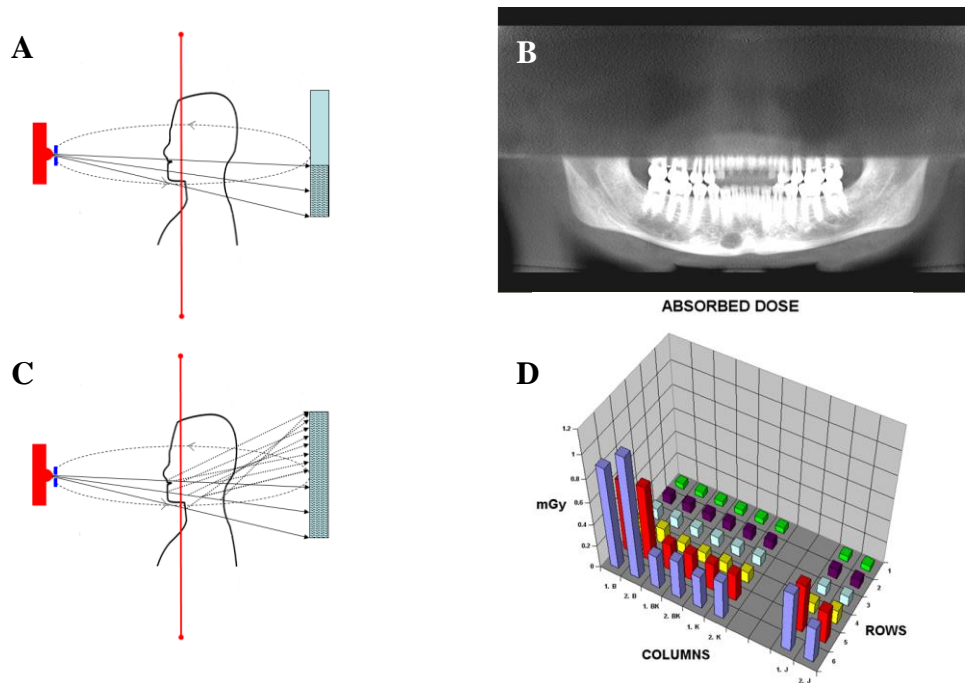 A
B
C
ABSORBED DOSE
D
1.2
1
0.8
0.6
0.4
0.2
0
mGy
1. B
2. B
1. BK
2. BK
1. K
2. K
1. J
2. J
1
2
3
4
5
6
ROWS
COLUMNS